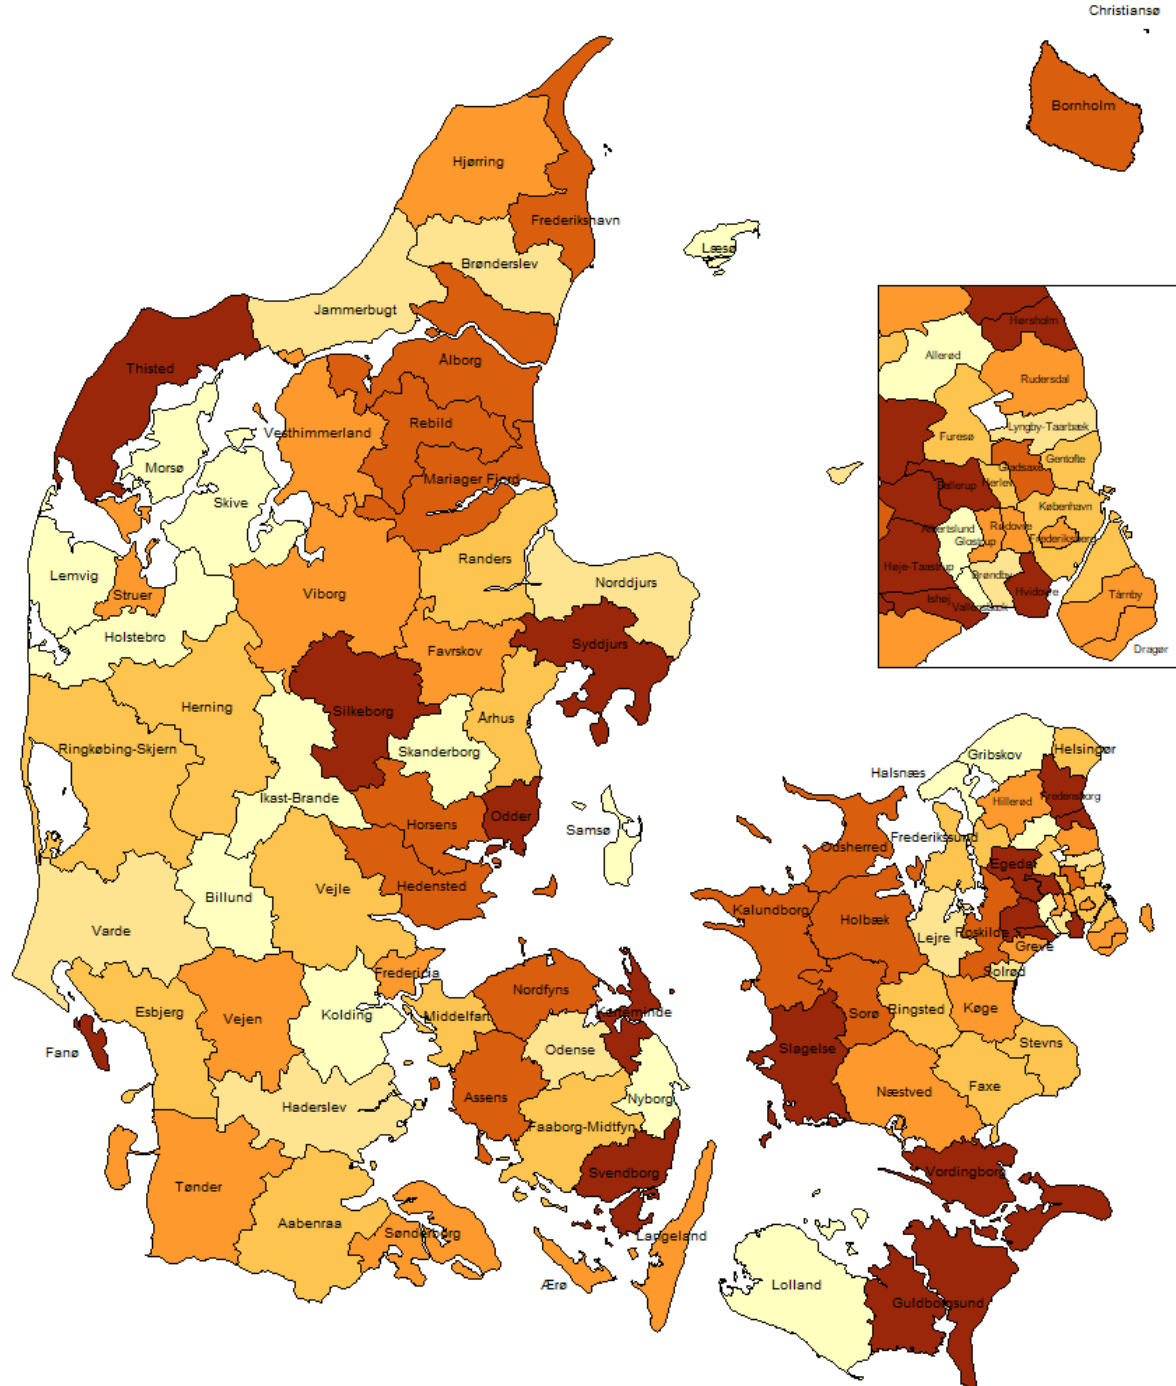 Christiansø
Bornholm
Hjørring
Frederikshavn
Læsø
Brønderslev
Jammerbugt
Thisted
Ålborg
Rebild
Vesthimmerland
Morsø
Mariager Fjord
Skive
Randers
Lemvig
Norddjurs
Struer
Viborg
Holstebro
Favrskov
Syddjurs
Herning
Silkeborg
Århus
Ringkøbing-Skjern
Skanderborg
Ikast-Brande
Horsens
Odder
Samsø
Billund
Vejle
Hedensted
Varde
Fredericia
Esbjerg
Vejen
Kolding
Middelfart
Nordfyns
Kerteminde
Fanø
Odense
Haderslev
Assens
Nyborg
Faaborg-Midtfyn
Svendborg
Tønder
Aabenraa
Sønderborg
Langeland
Ærø
Hørsholm
Allerød
Rudersdal
Lyngby-Taarbæk
Furesø
Gentofte
Gladsaxe
Ballerup
Herlev
København
Albertslund
Rødovre
Glostrup
Frederiksberg
Høje-Taastrup
Brøndby
Hvidovre
Ishøj
Vallensbæk
Tårnby
Dragør
Gribskov
Helsingør
Halsnæs
Hillerød
Fredensborg
Frederikssund
Odsherred
Egedal
Kalundborg
Holbæk
Lejre
Roskilde
Greve
Solrød
Sorø
Ringsted
Køge
Slagelse
Stevns
Næstved
Faxe
Vordingborg
Lolland
Guldborgsund